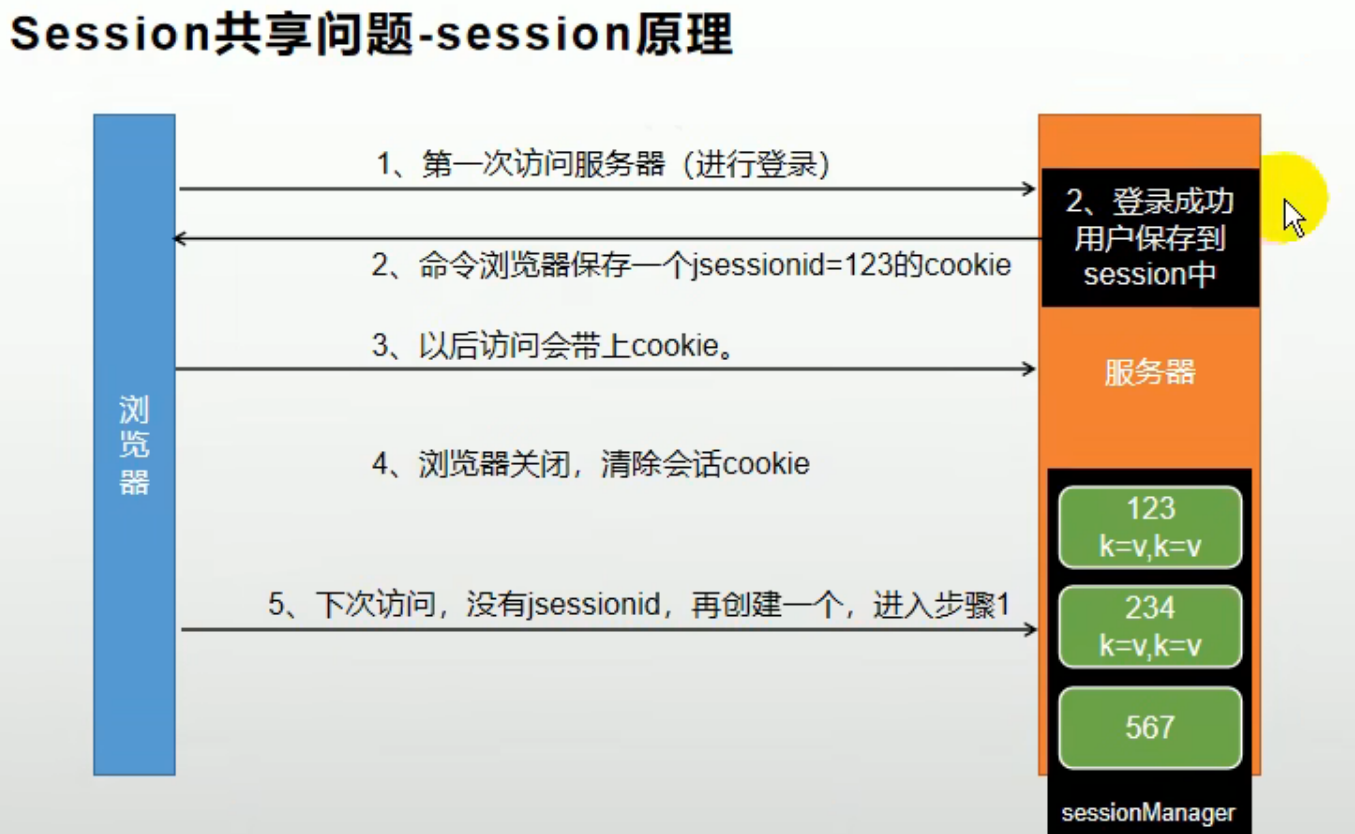 Session共享问题-session原理
1、第一次访问服务器（进行登录）
2、登录成功
用户保存到
session中
2、命令浏览器保存一个jsessionid=123的cookie
3、以后访问会带上cookie。
服务器
浏
览
器
4、浏览器关闭，清除会话cookie
123
k=v,k=v
5、下次访问，没有jsessionid，再创建一个，进入步骤1
234
k=v,k=v
567
sessionManager